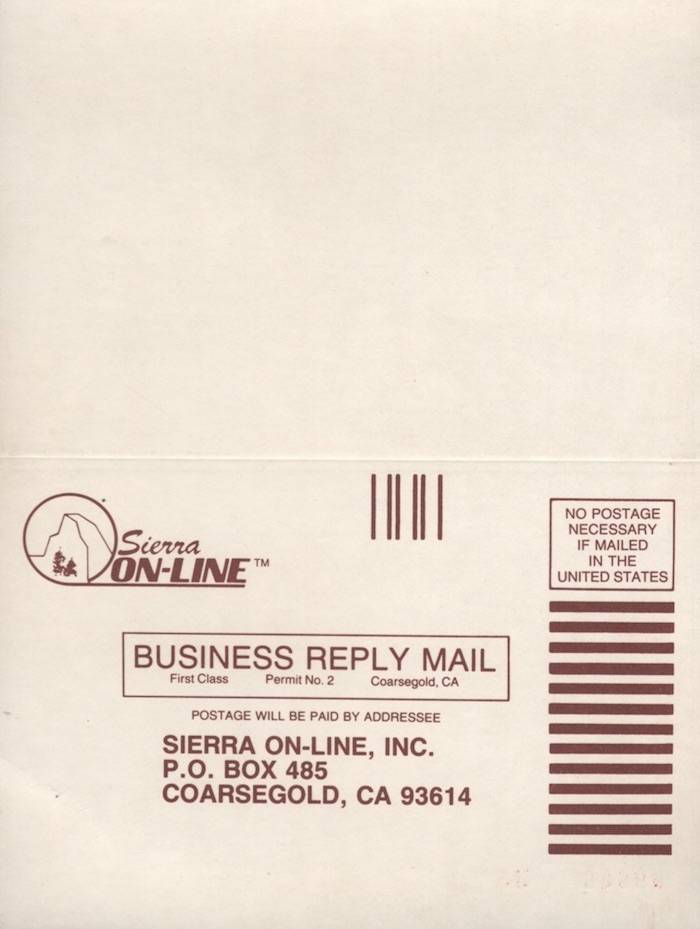 Sierra
ON-LINE™
NO POSTAGE
NECESSARY
IF MAILED
IN THE
UNITED STATES
BUSINESS REPLY MAIL
First Class Permit No. 2 Coarsegold, CA
POSTAGE WILL BE PAID BY ADDRESSEE
SIERRA ON-LINE, INC.
P.O. BOX 485
COARSEGOLD, CA 93614